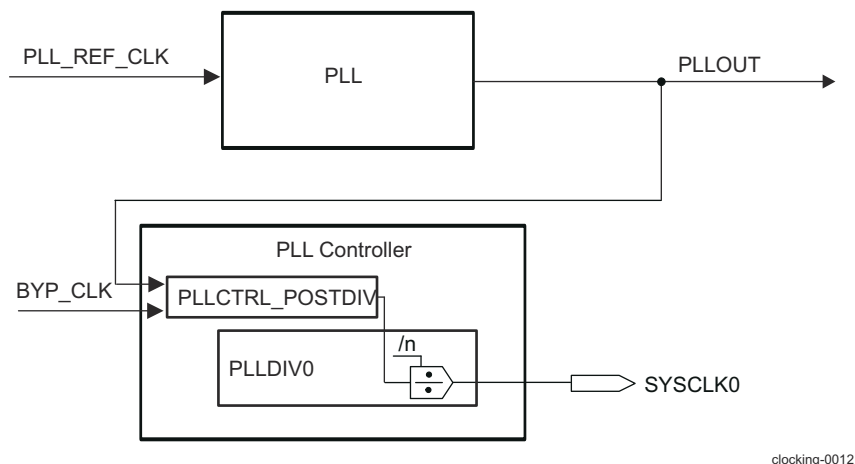 PLL_REF_CLK
PLL
PLLOUT
PLL Controller
BYP_CLK
PLLCTRL_POSTDIV
/n
PLLDIV0
SYSCLK0
clocking-0012